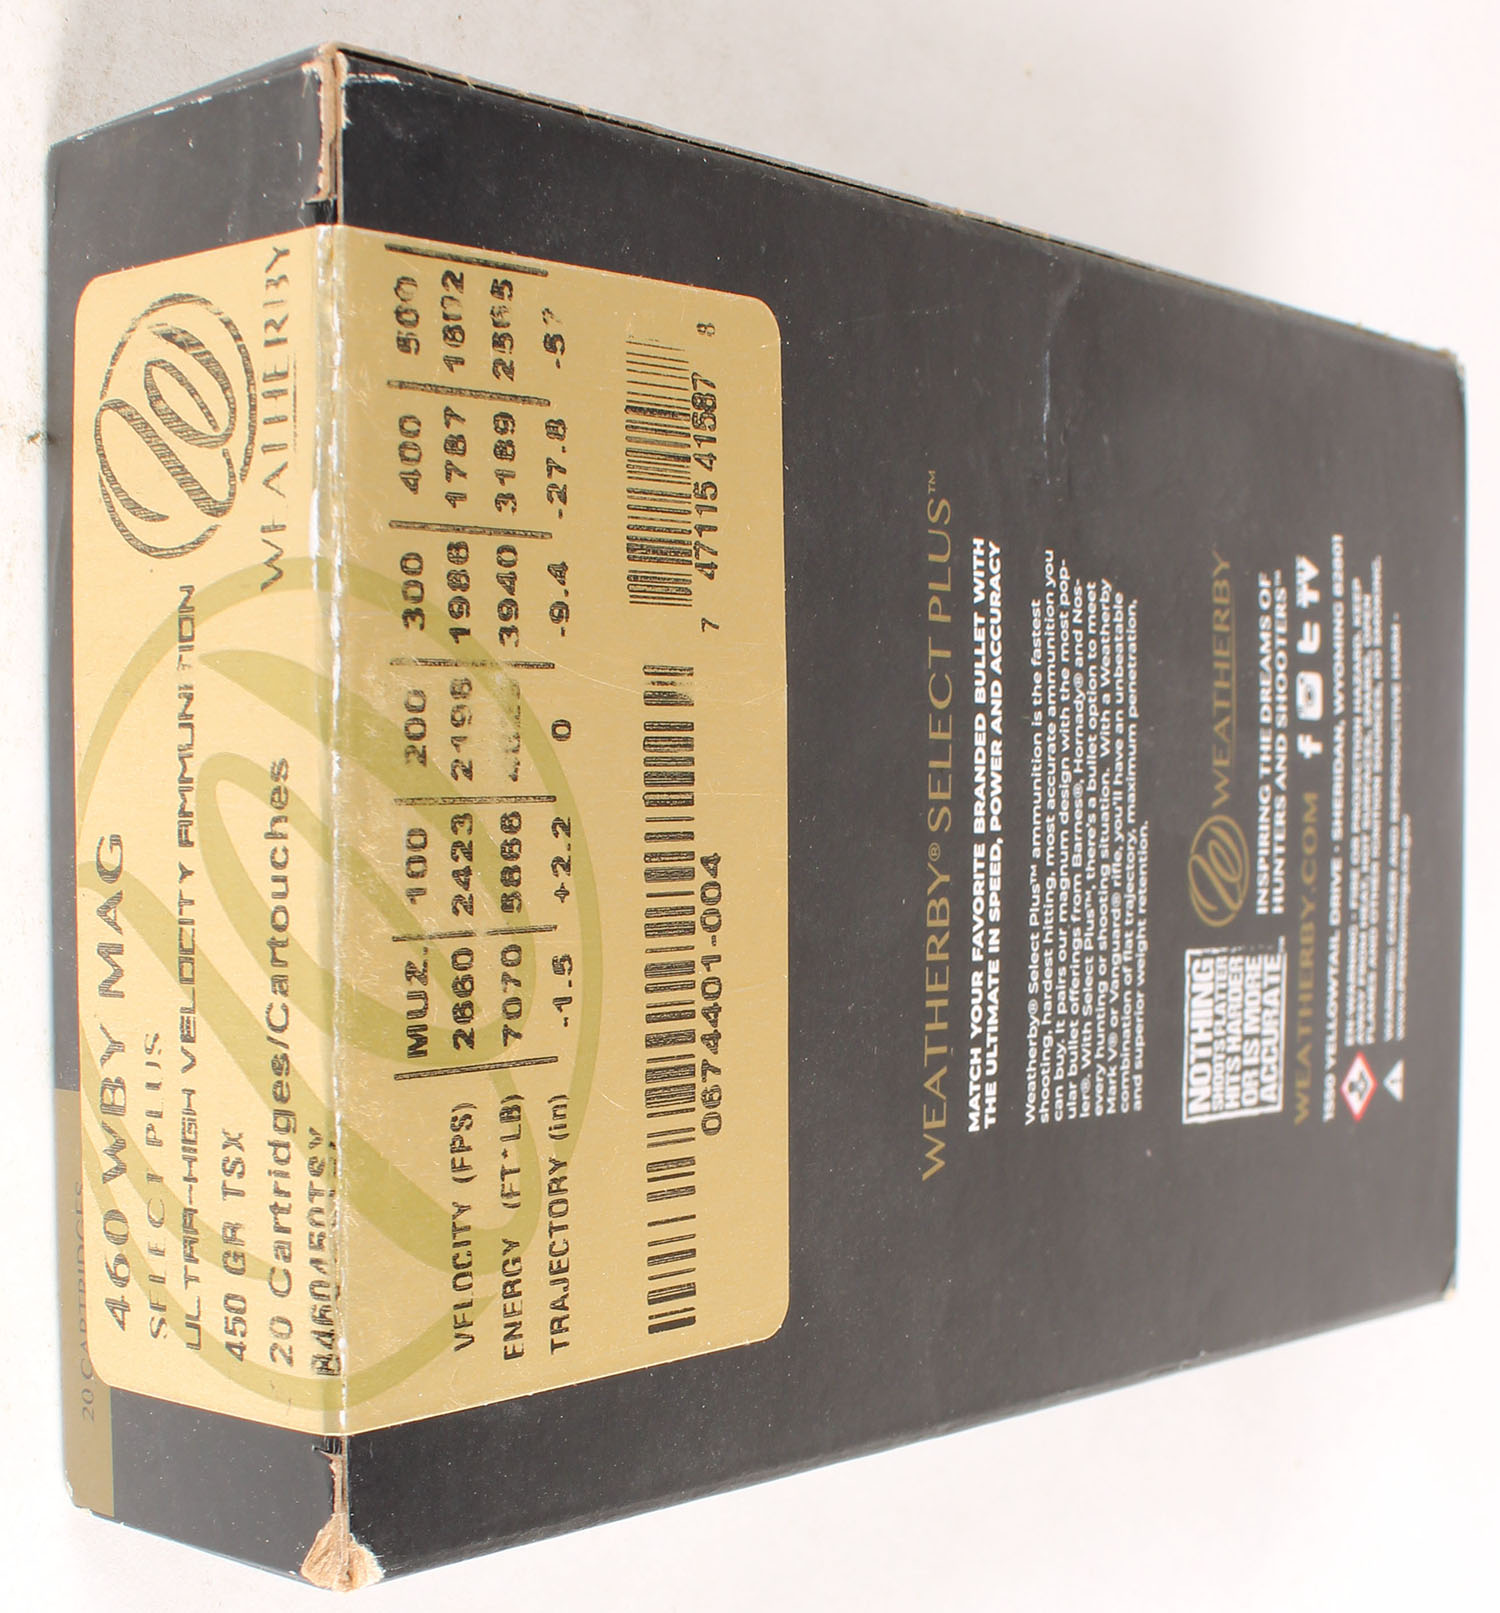 20 CARTRIDGES
460 WBY MAG
SELECT PLUS
ULTRA-HIGH VELOCITY AMMUNITION
450 GR TSX
20 Cartridges/Cartouches
WEATHERBY
MUZ. 100 200 300 400 500
VELOCITY (FPS) 2660 2423 2198 1988 1787 1602
ENERGY (FT*LB) 7070 5866 3940 3189
TRAJECTORY (in) -1.5 +2.2 0 -9.4 -27.8
0674401-004
7 47115 41587 8
WEATHERBY® SELECT PLUS™
MATCH YOUR FAVORITE BRANDED BULLET WITH
THE ULTIMATE IN SPEED, POWER AND ACCURACY
Weatherby® Select Plus™ ammunition is the fastest
shooting, hardest hitting, most accurate ammunition you
can buy. It pairs our magnum design with the most pop-
ular bullet offerings from Barnes®, Hornady® and Nos-
ler®. With Select Plus™, there's a bullet option to meet
every hunting or shooting situation. With a Weatherby
Mark V® or Vanguard® rifle, you'll have an unbeatable
combination of flat trajectory, maximum penetration,
and superior weight retention.
NOTHING
SHOOTS FLATTER
HITS HARDER
OR IS MORE
ACCURATE
WEATHERBY
INSPIRING THE DREAMS OF
HUNTERS AND SHOOTERS™
WEATHERBY.COM
1550 YELLOWTAIL DRIVE · SHERIDAN, WYOMING 82801